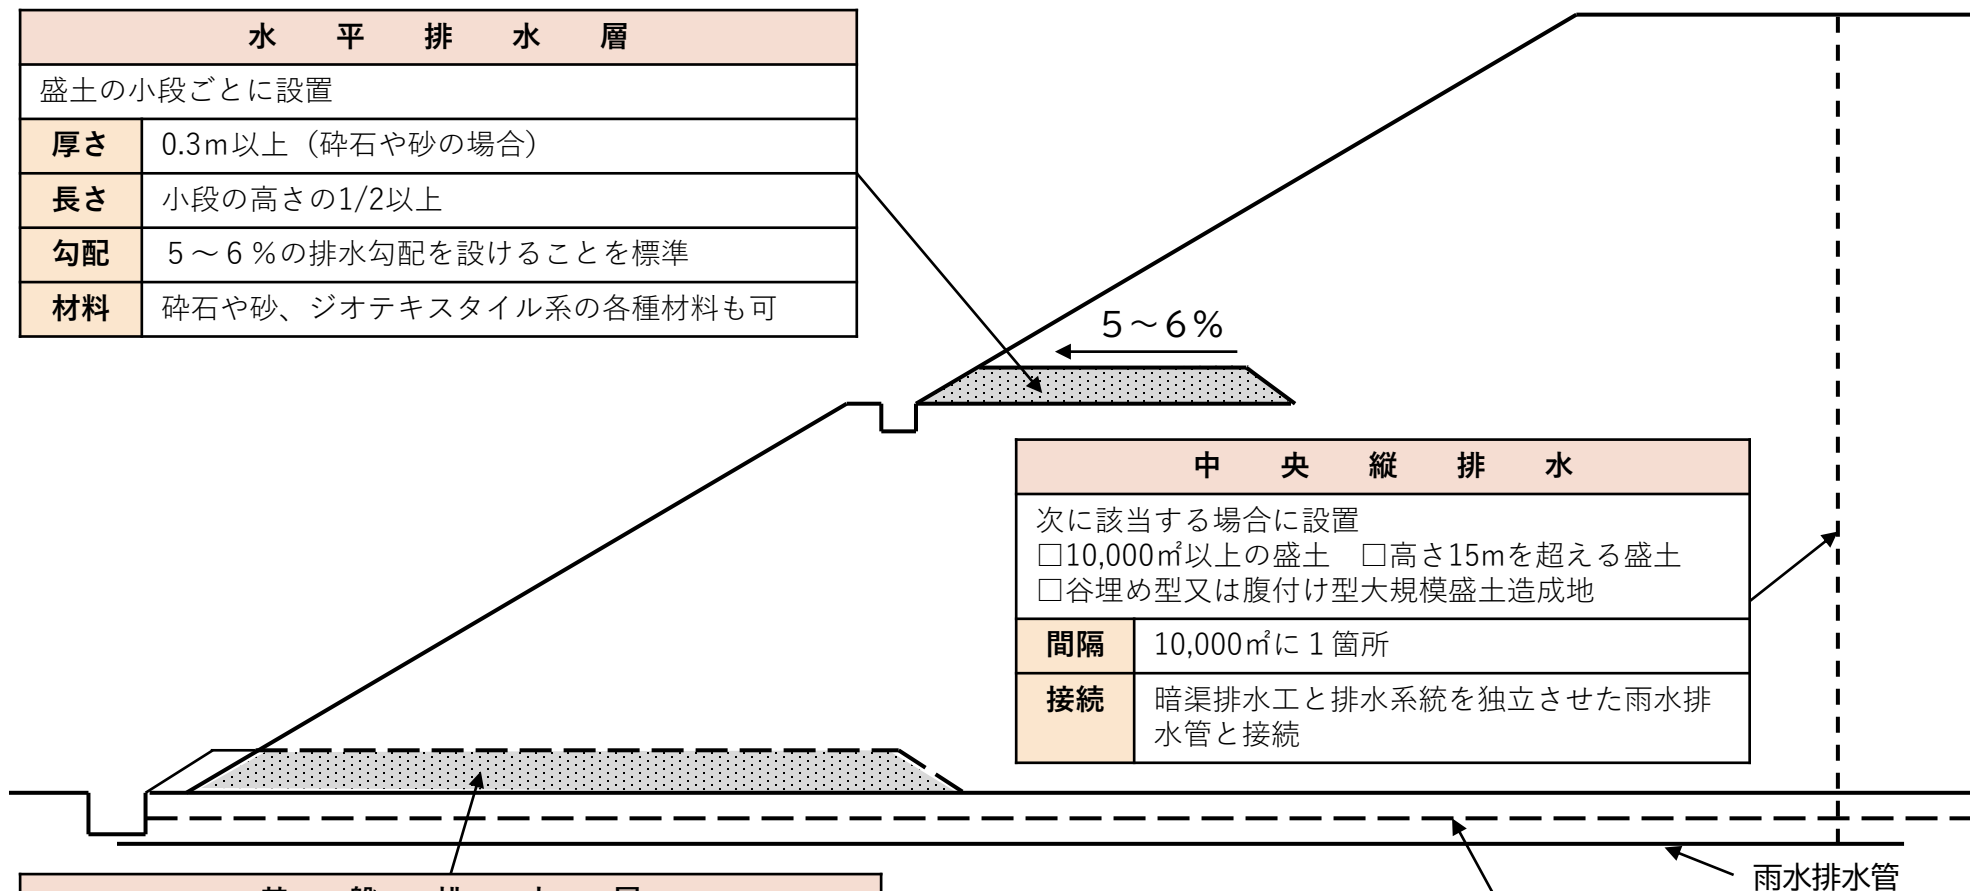 水平排水層
盛土の小段ごとに設置
厚さ 0.3m以上（砕石や砂の場合）
長さ 小段の高さの1/2以上
勾配 ５～６％の排水勾配を設けることを標準
材料 砕石や砂、ジオテキスタイル系の各種材料も可
５～６％
中央縦排水
次に該当する場合に設置
□10,000㎡以上の盛土　□高さ15mを超える盛土
□谷埋め型又は腹付け型大規模盛土造成地
間隔 10,000㎡に１箇所
接続 暗渠排水工と排水系統を独立させた雨水排
水管と接続
雨水排水管